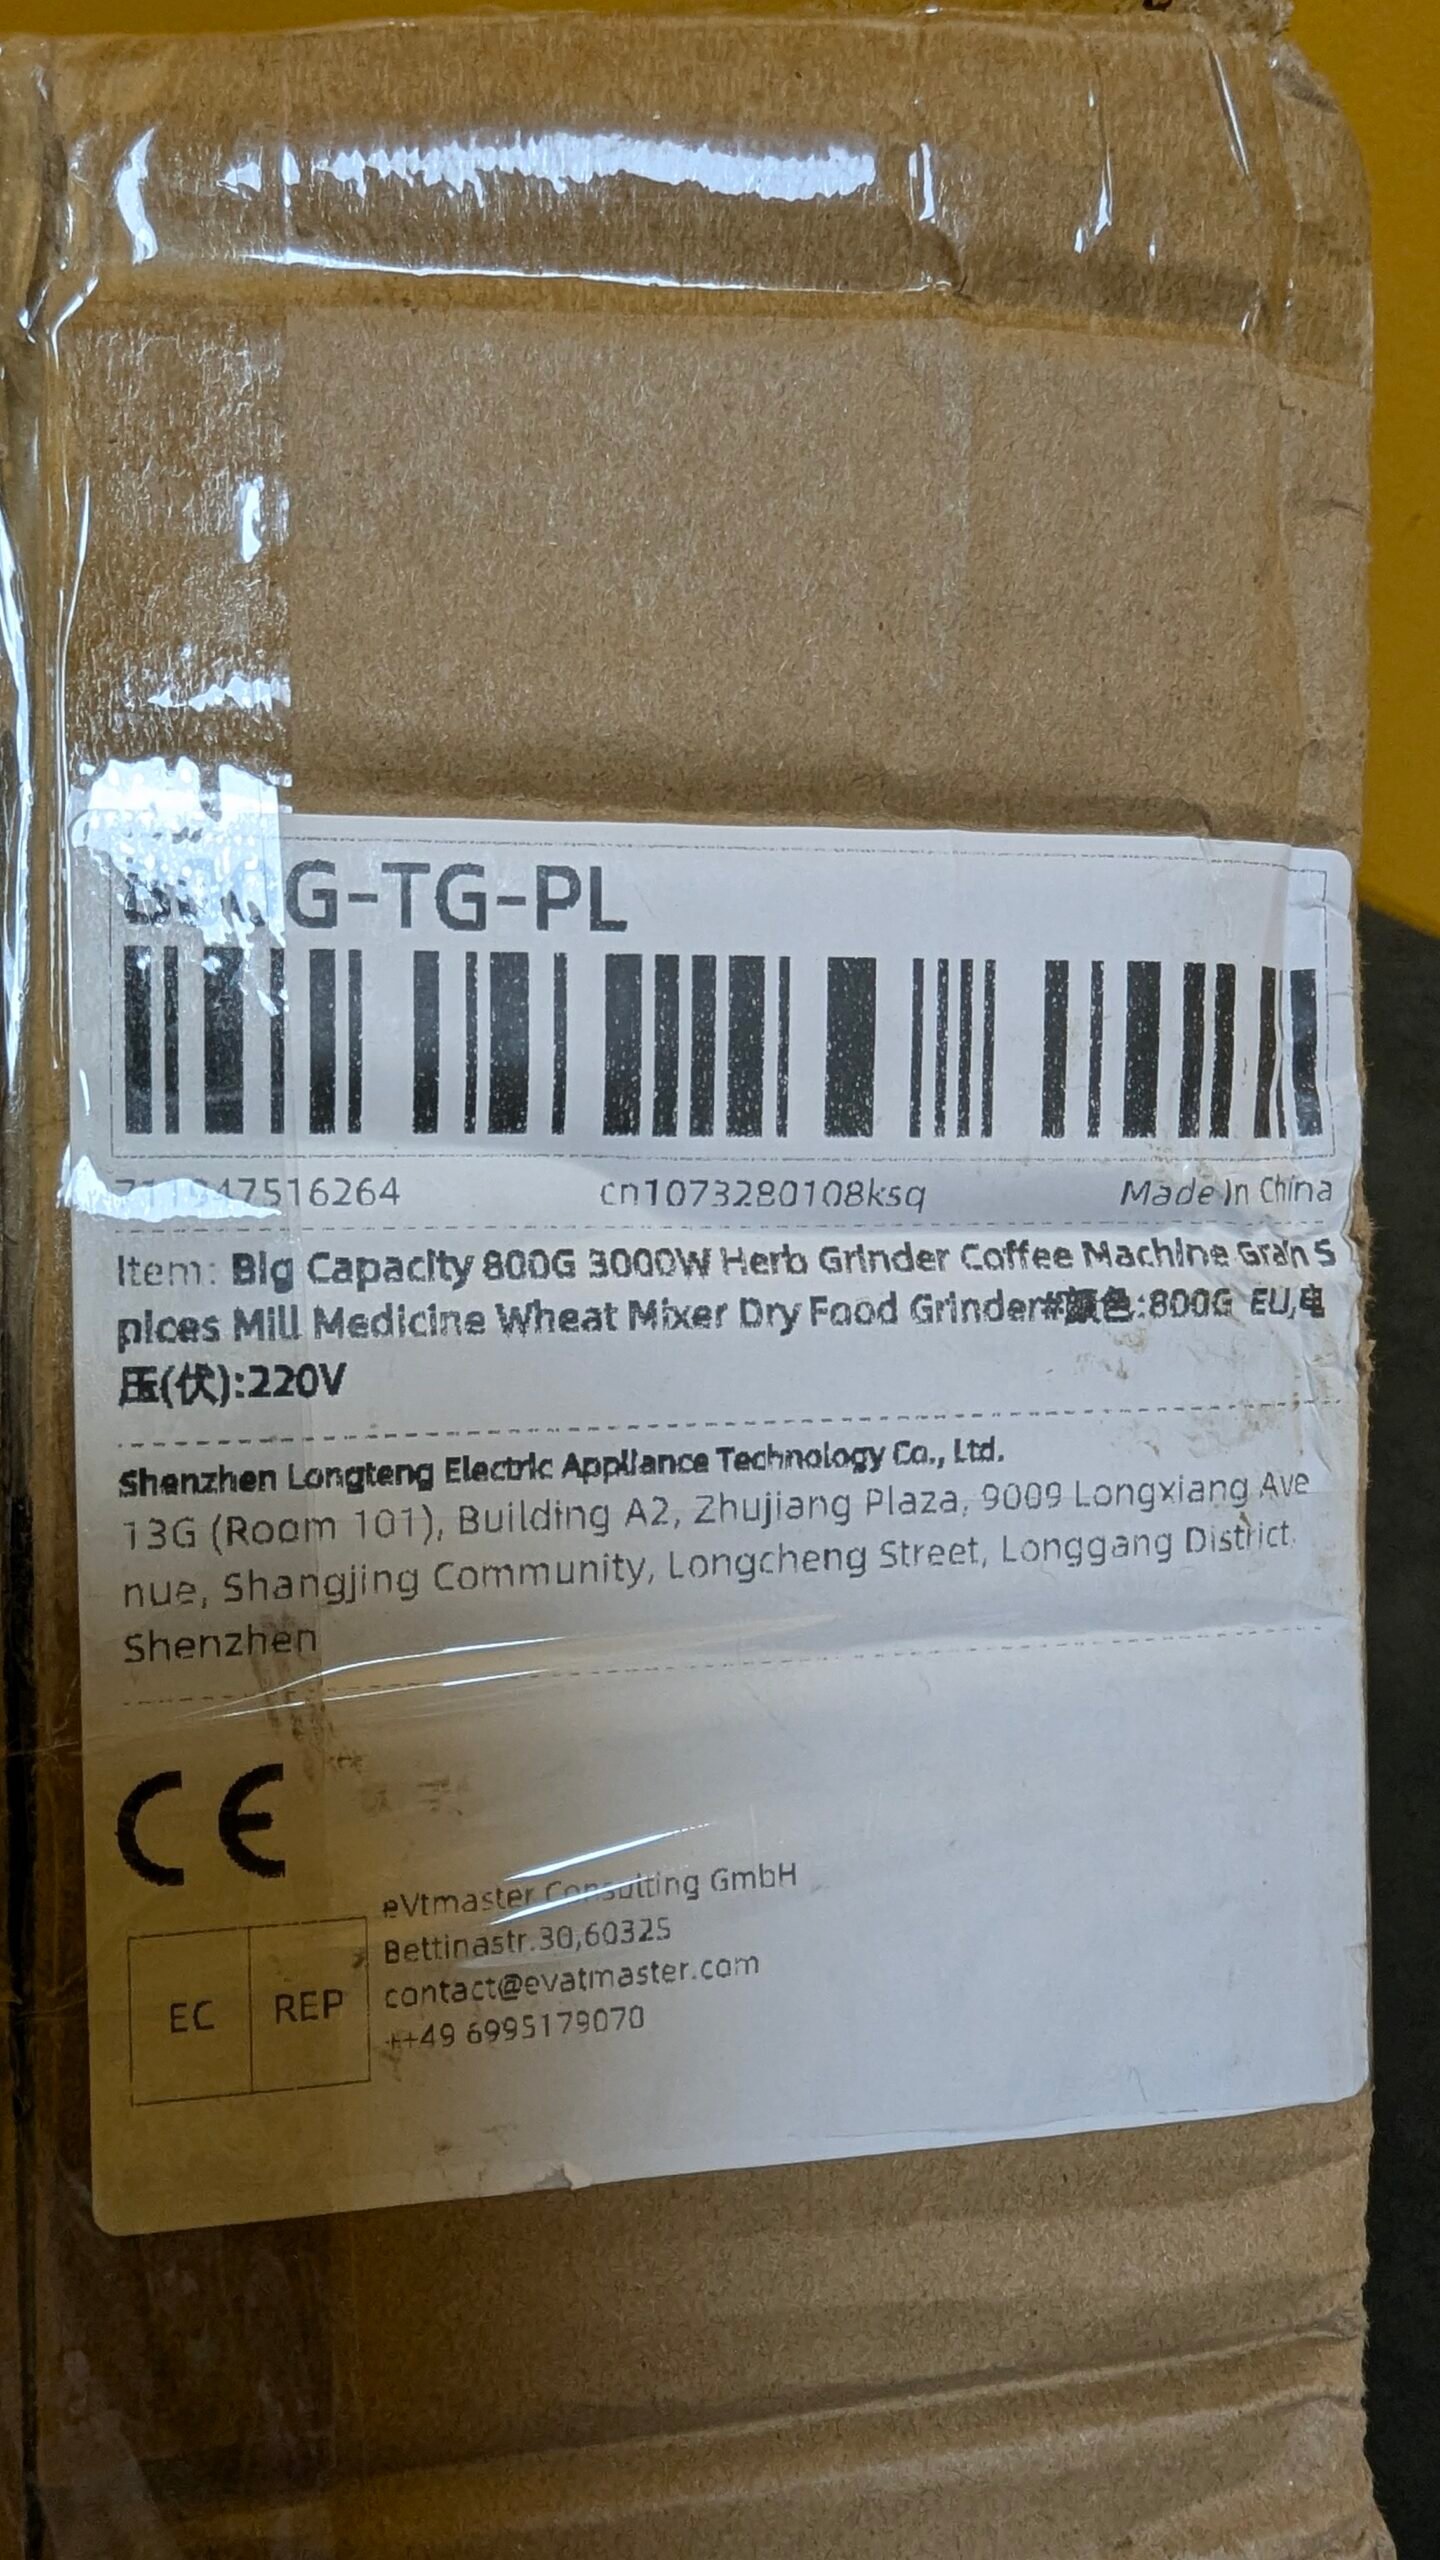 G-TG-PL
7516264 cn1073280108ksq Made In China
Item: Big Capacity 800G 3000W Herb Grinder Coffee Machine Grain S
pices Mill Medicine Wheat Mixer Dry Food Grinder#颜色:800G EU,电
压(伏):220V
Shenzhen Longteng Electric Appliance Technology Co., Ltd.
13G (Room 101), Building A2, Zhujiang Plaza, 9009 Longxiang Ave
nue, Shangjing Community, Longcheng Street, Longgang District,
Shenzhen
CE
EC REP
eVtmaster Consulting GmbH
Bettinastr.30,60325
contact@evatmaster.com
++49 6995179070